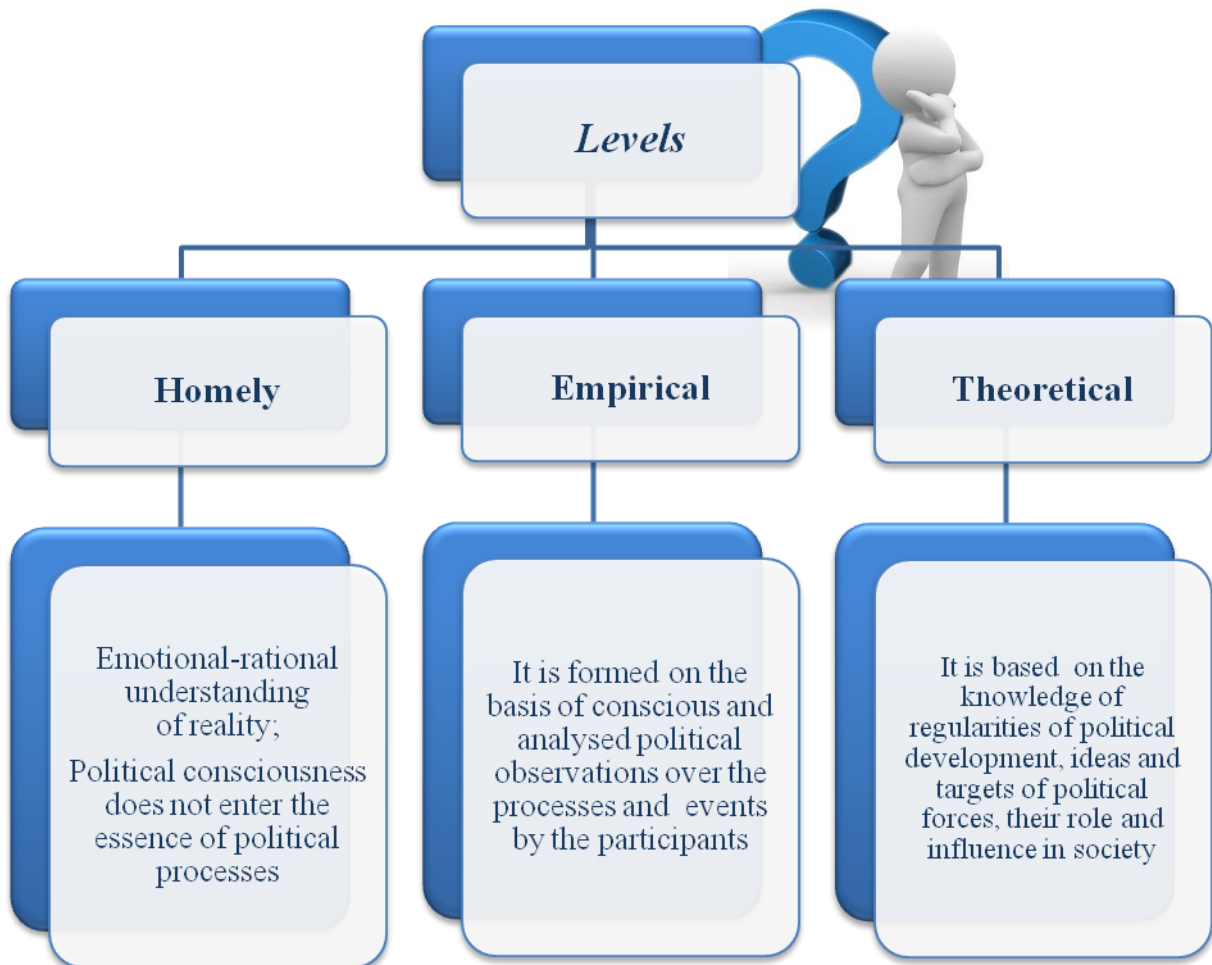 Levels
Homely
Empirical
Theoretical
Emotional-rational
understanding
of reality;
Political consciousness
does not enter the
essence of political
processes
It is formed on the
basis of conscious and
analysed political
observations over the
processes and events
by the participants
It is based on the
knowledge of
regularities of political
development, ideas and
targets of political
forces, their role and
influence in society